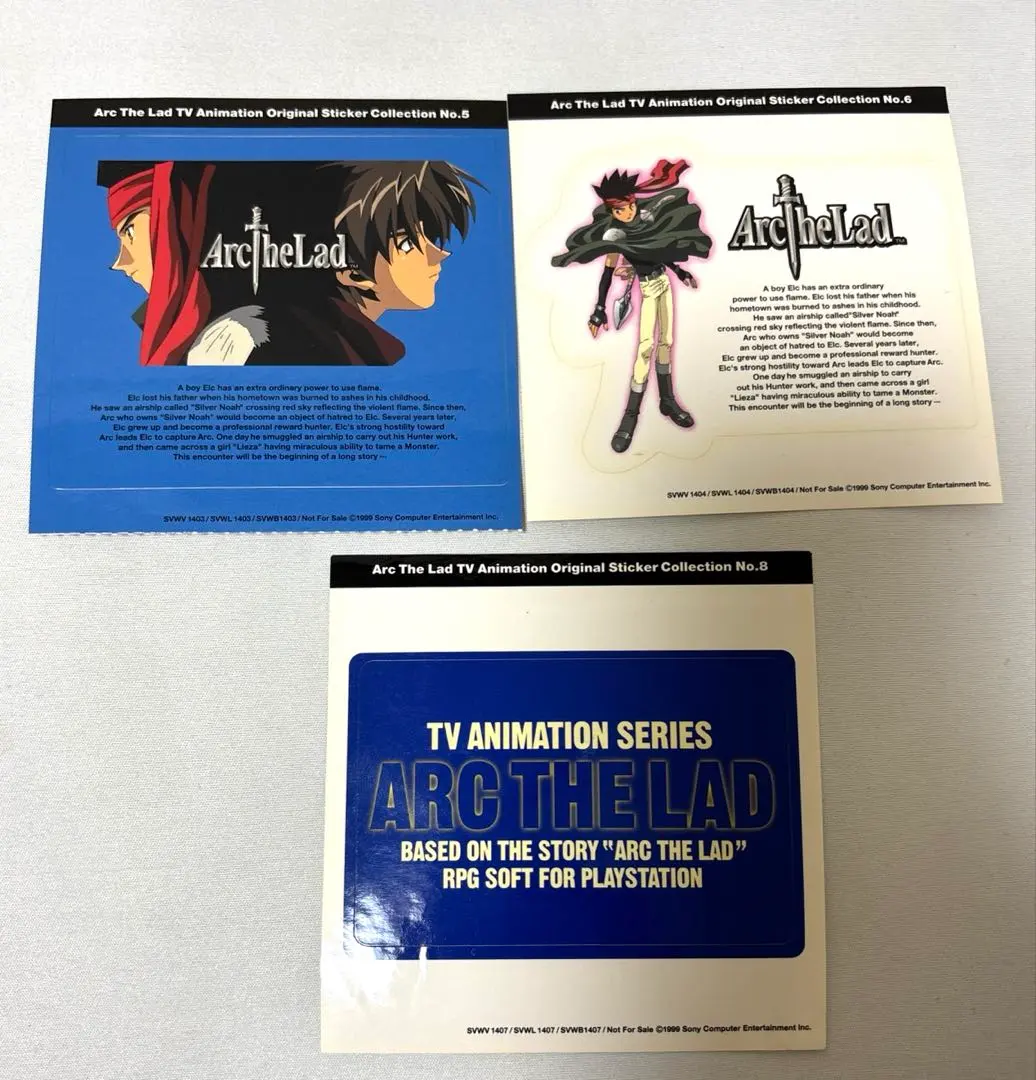 Arc The Lad TV Animation Original Sticker Collection No.5
ArcTheLad™
A boy Elc has an extra ordinary power to use flame.
Elc lost his father when his hometown was burned to ashes in his childhood.
He saw an airship called "Silver Noah" crossing red sky reflecting the violent flame. Since then,
Arc who owns "Silver Noah" would become an object of hatred to Elc. Several years later,
Elc grew up and become a professional reward hunter. Elc's strong hostility toward
Arc leads Elc to capture Arc. One day he smuggled an airship to carry out his Hunter work,
and then came across a girl "Lieza" having miraculous ability to tame a Monster.
This encounter will be the beginning of a long story…
SVWV 1403 / SVWL 1403 / SVWB1403 / Not For Sale ©1999 Sony Computer Entertainment Inc.
Arc The Lad TV Animation Original Sticker Collection No.6
ArcTheLad™
A boy Elc has an extra ordinary
power to use flame. Elc lost his father when his
hometown was burned to ashes in his childhood.
He saw an airship called"Silver Noah"
crossing red sky reflecting the violent flame. Since then,
Arc who owns "Silver Noah" would become
an object of hatred to Elc. Several years later,
Elc grew up and become a professional reward hunter.
Elc's strong hostility toward Arc leads Elc to capture Arc.
One day he smuggled an airship to carry
out his Hunter work, and then came across a girl
"Lieza" having miraculous ability to tame a Monster.
This encounter will be the beginning of a long story…
SVWV 1404 / SVWL 1404 / SVWB1404 / Not For Sale ©1999 Sony Computer Entertainment Inc.
Arc The Lad TV Animation Original Sticker Collection No.8
TV ANIMATION SERIES
ARC THE LAD
BASED ON THE STORY "ARC THE LAD"
RPG SOFT FOR PLAYSTATION
SVWV 1407 / SVWL 1407 / SVWB1407 / Not For Sale ©1999 Sony Computer Entertainment Inc.